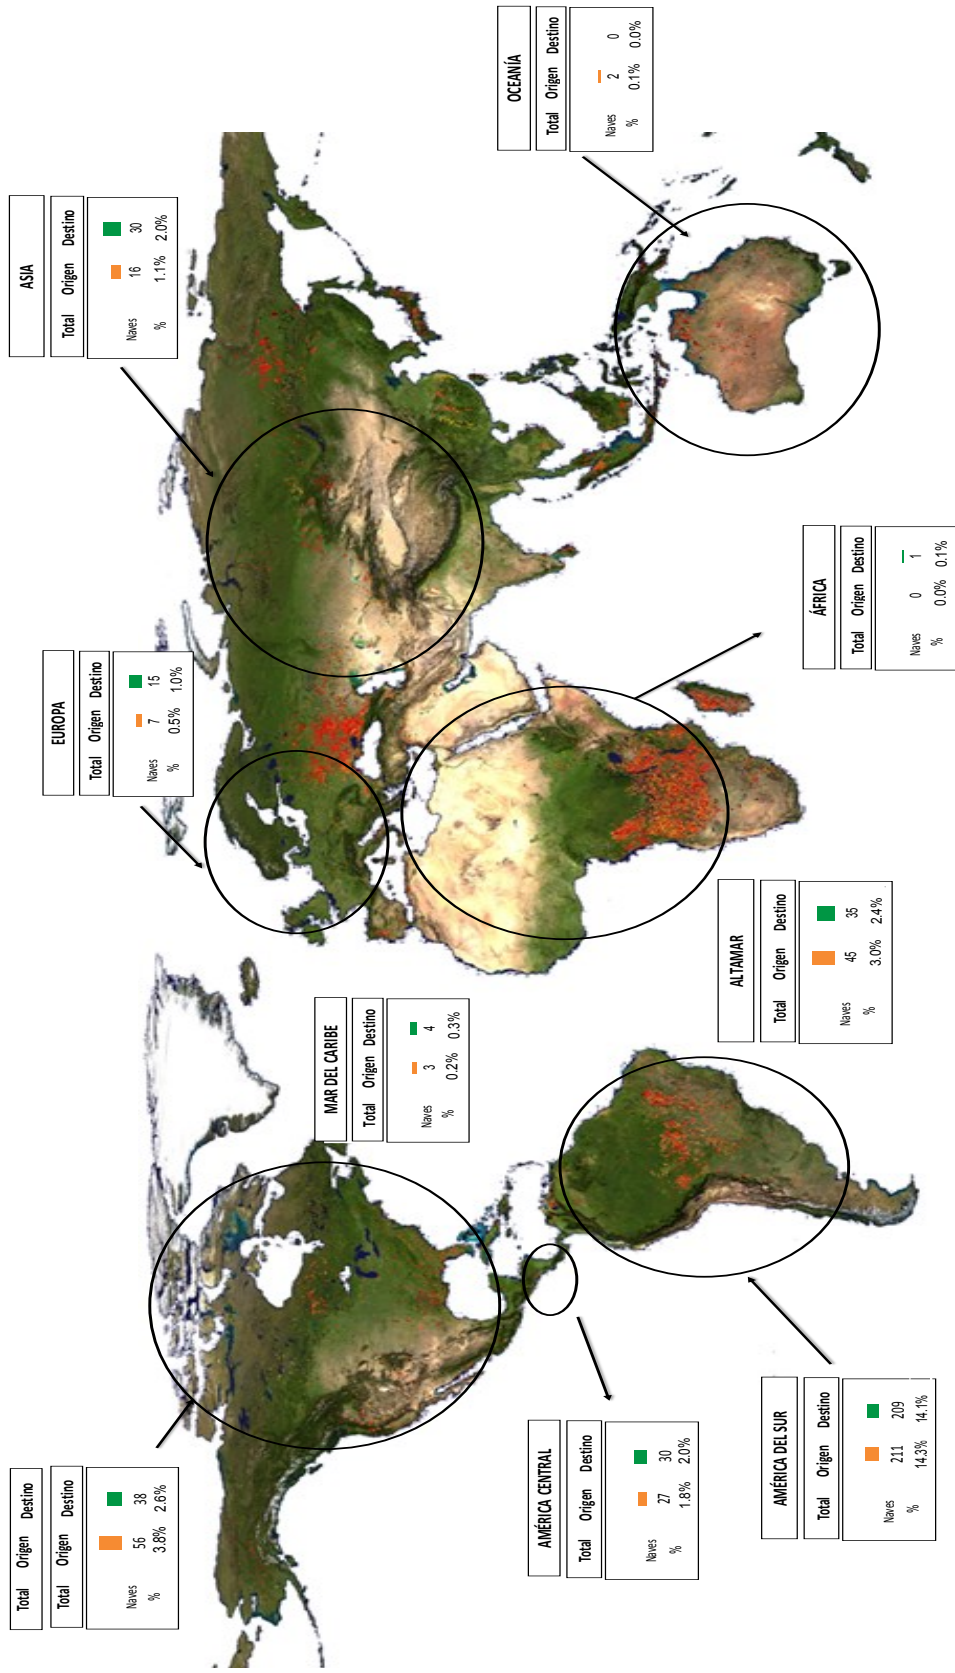 Total Origen Destino
Total Origen Destino
Naves 56 38
% 3.8% 2.6%
EUROPA
Total Origen Destino
Naves 7 15
% 0.5% 1.0%
ASIA
Total Origen Destino
Naves 16 30
% 1.1% 2.0%
MAR DEL CARIBE
Total Origen Destino
Naves 3 4
% 0.2% 0.3%
OCEANÍA
Total Origen Destino
Naves 2 0
% 0.1% 0.0%
AMÉRICA CENTRAL
Total Origen Destino
Naves 27 30
% 1.8% 2.0%
ALTAMAR
Total Origen Destino
Naves 45 35
% 3.0% 2.4%
ÁFRICA
Total Origen Destino
Naves 0 1
% 0.0% 0.1%
AMÉRICA DEL SUR
Total Origen Destino
Naves 211 209
% 14.3% 14.1%